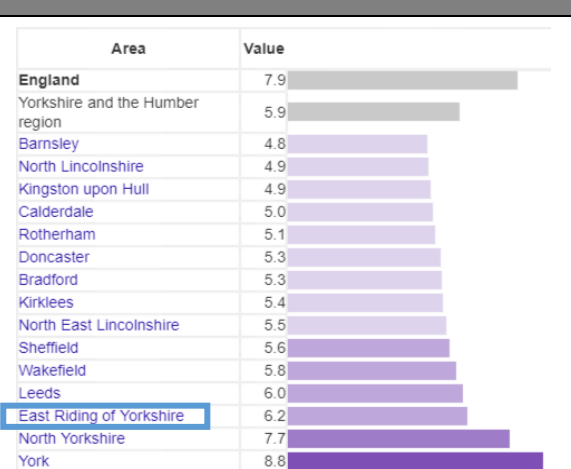 Area Value
England 7.9
Yorkshire and the Humber
region 5.9
Barnsley 4.8
North Lincolnshire 4.9
Kingston upon Hull 4.9
Calderdale 5.0
Rotherham 5.1
Doncaster 5.3
Bradford 5.3
Kirklees 5.4
North East Lincolnshire 5.5
Sheffield 5.6
Wakefield 5.8
Leeds 6.0
East Riding of Yorkshire 6.2
North Yorkshire 7.7
York 8.8